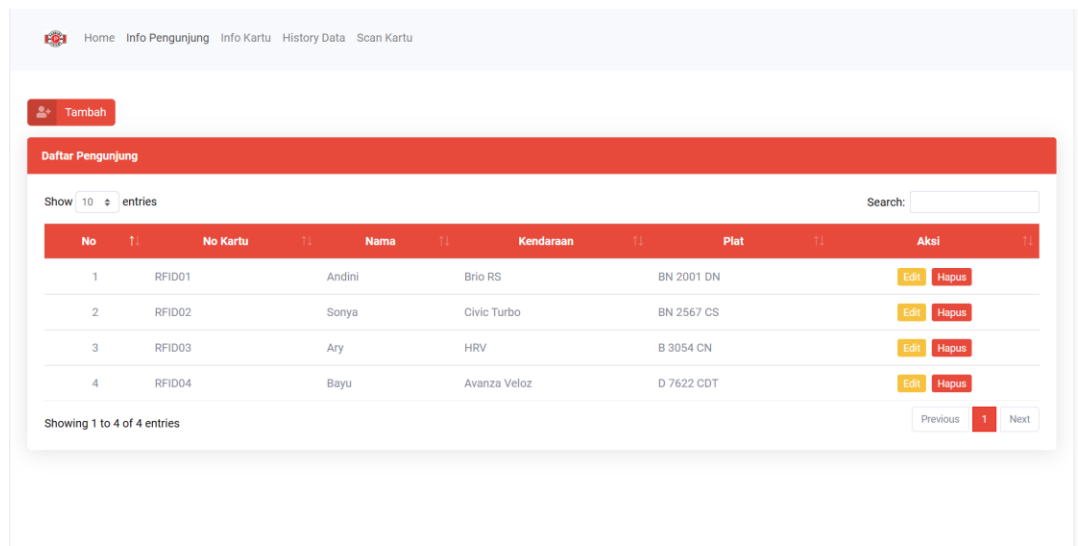 Home Info Pengunjung Info Kartu History Data Scan Kartu
Tambah
Daftar Pengunjung
Show 10 entries Search:
No No Kartu Nama Kendaraan Plat Aksi
1 RFID01 Andini Brio RS BN 2001 DN Edit Hapus
2 RFID02 Sonya Civic Turbo BN 2567 CS Edit Hapus
3 RFID03 Ary HRV B 3054 CN Edit Hapus
4 RFID04 Bayu Avanza Veloz D 7622 CDT Edit Hapus
Showing 1 to 4 of 4 entries Previous 1 Next